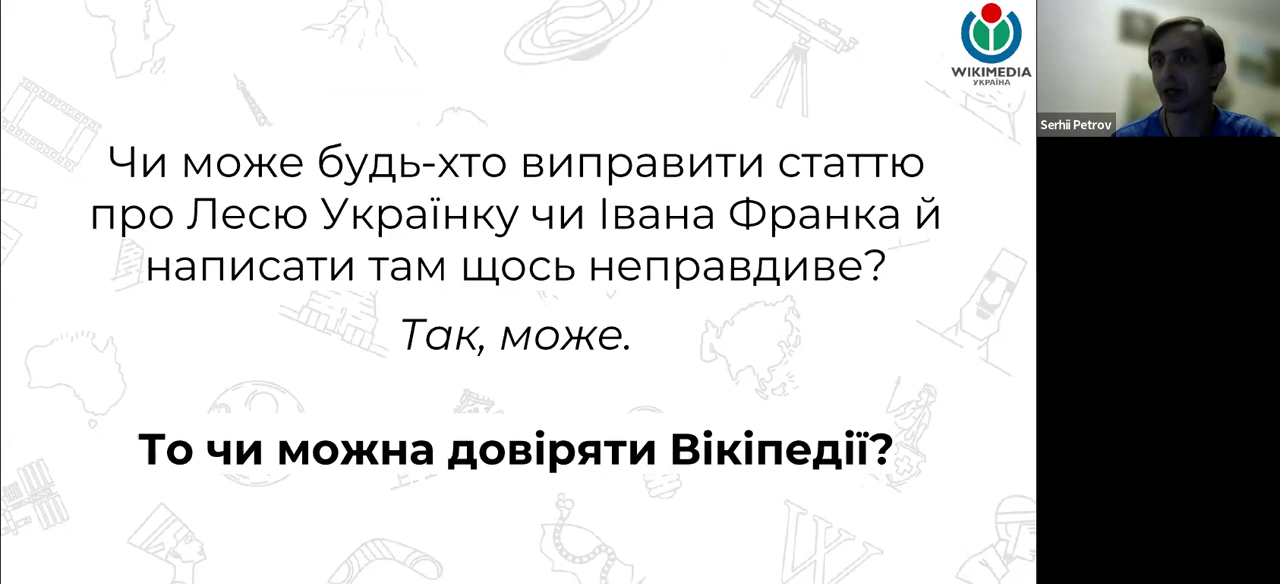 WIKIMEDIA
УКРАЇНА
Serhii Petrov
Чи може будь-хто виправити статтю
про Лесю Українку чи Івана Франка й
написати там щось неправдиве?
Так, може.
То чи можна довіряти Вікіпедії?